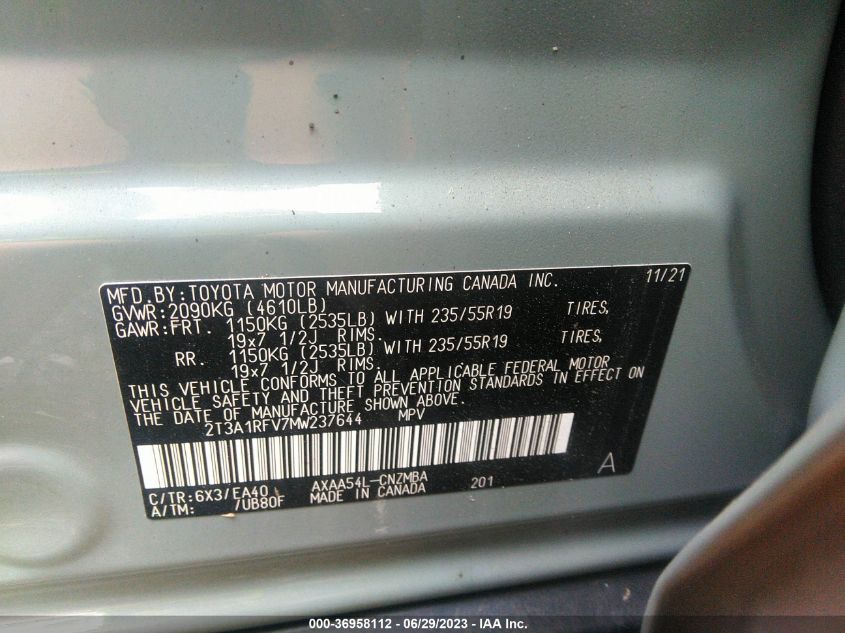 MFD.BY:TOYOTA MOTOR MANUFACTURING CANADA INC. 11/21
GVWR:2090KG (4610LB)
GAWR:FRT. 1150KG (2535LB) WITH 235/55R19 TIRES,
19x7 1/2J RIMS.
RR. 1150KG (2535LB) WITH 235/55R19 TIRES,
19x7 1/2J RIMS.
THIS VEHICLE CONFORMS TO ALL APPLICABLE FEDERAL MOTOR
VEHICLE SAFETY AND THEFT PREVENTION STANDARDS IN EFFECT ON
THE DATE OF MANUFACTURE SHOWN ABOVE.
2T3A1RFV7MW237644 MPV
A
C/TR:6X3/EA40 AXAA54L-CNZMBA 201
A/TM: /UB80F MADE IN CANADA
000-36958112 - 06/29/2023 - IAA Inc.